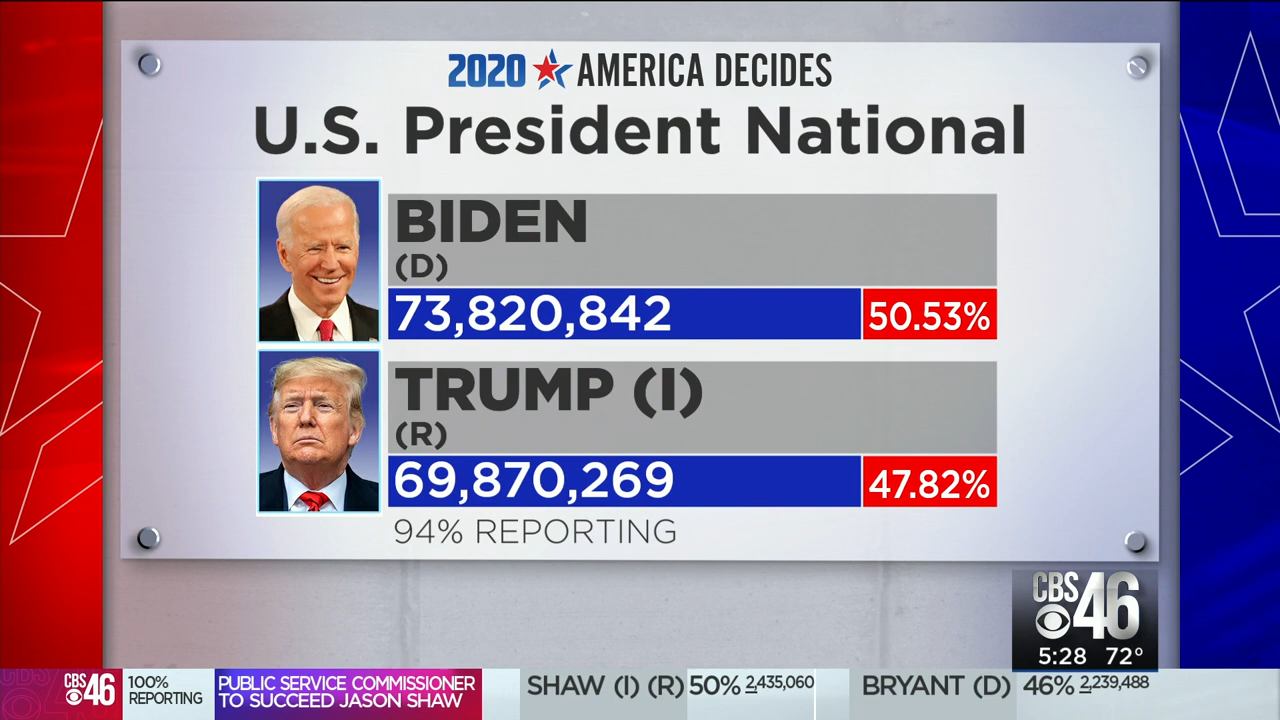 2020 AMERICA DECIDES
U.S. President National
BIDEN
(D)
73,820,842 50.53%
TRUMP (I)
(R)
69,870,269 47.82%
94% REPORTING
CBS 46
5:28 72°
CBS 46 100% REPORTING
PUBLIC SERVICE COMMISSIONER
TO SUCCEED JASON SHAW
SHAW (I) (R) 50% 2,435,060
BRYANT (D) 46% 2,239,488